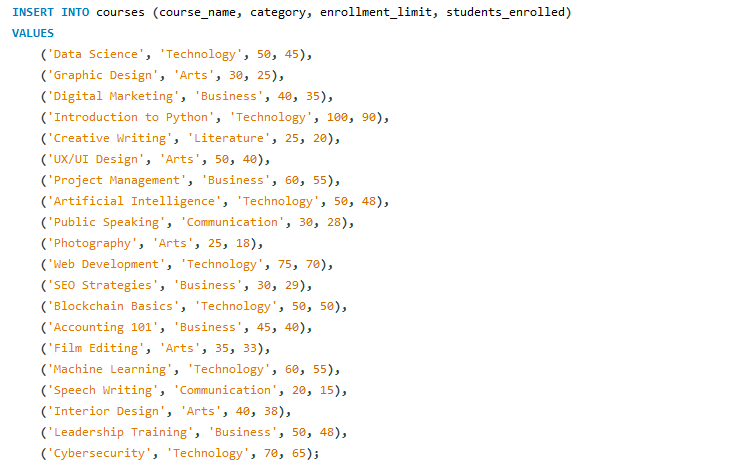 INSERT INTO courses (course_name, category, enrollment_limit, students_enrolled)
VALUES
    ('Data Science', 'Technology', 50, 45),
    ('Graphic Design', 'Arts', 30, 25),
    ('Digital Marketing', 'Business', 40, 35),
    ('Introduction to Python', 'Technology', 100, 90),
    ('Creative Writing', 'Literature', 25, 20),
    ('UX/UI Design', 'Arts', 50, 40),
    ('Project Management', 'Business', 60, 55),
    ('Artificial Intelligence', 'Technology', 50, 48),
    ('Public Speaking', 'Communication', 30, 28),
    ('Photography', 'Arts', 25, 18),
    ('Web Development', 'Technology', 75, 70),
    ('SEO Strategies', 'Business', 30, 29),
    ('Blockchain Basics', 'Technology', 50, 50),
    ('Accounting 101', 'Business', 45, 40),
    ('Film Editing', 'Arts', 35, 33),
    ('Machine Learning', 'Technology', 60, 55),
    ('Speech Writing', 'Communication', 20, 15),
    ('Interior Design', 'Arts', 40, 38),
    ('Leadership Training', 'Business', 50, 48),
    ('Cybersecurity', 'Technology', 70, 65);